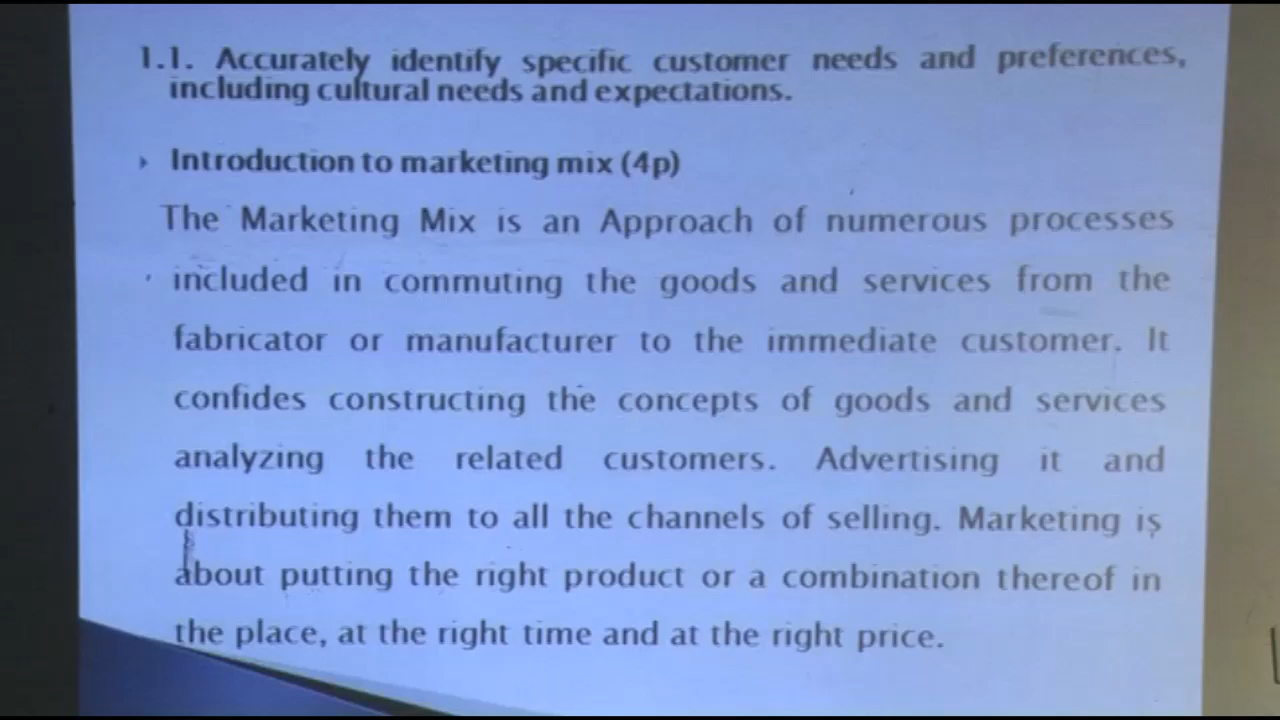 1.1. Accurately identify specific customer needs and preferences,
including cultural needs and expectations.
Introduction to marketing mix (4p)
The Marketing Mix is an Approach of numerous processes
included in commuting the goods and services from the
fabricator or manufacturer to the immediate customer. It
confides constructing the concepts of goods and services
analyzing the related customers. Advertising it and
distributing them to all the channels of selling. Marketing is
about putting the right product or a combination thereof in
the place, at the right time and at the right price.